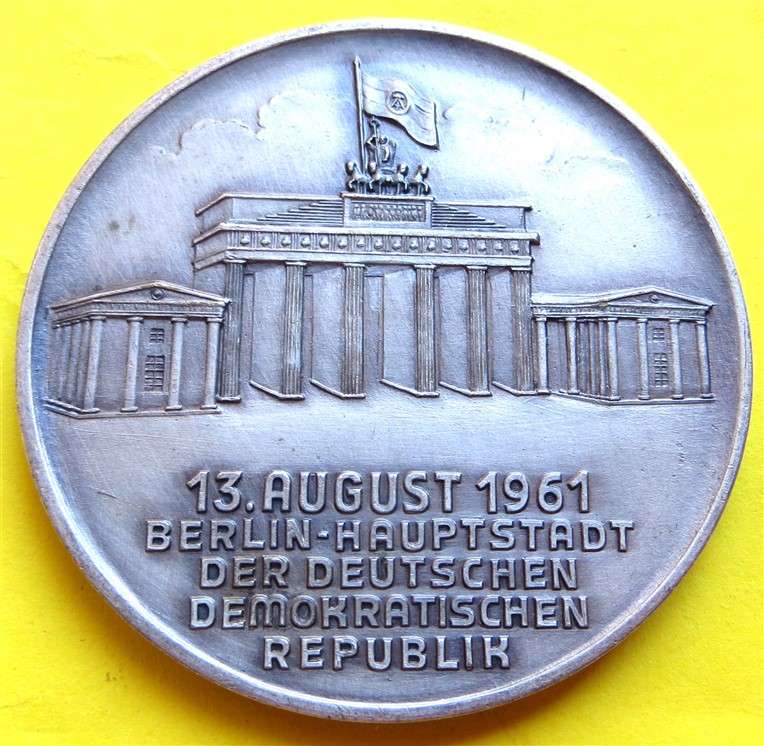 13. AUGUST 1961
BERLIN-HAUPTSTADT
DER DEUTSCHEN
DEMOKRATISCHEN
REPUBLIK